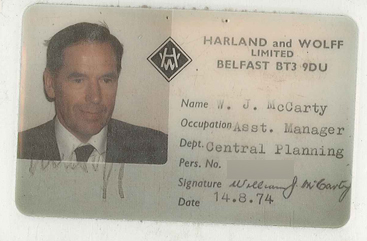 HARLAND and WOLFF
LIMITED
BELFAST BT3 9DU
Name W. J. McCarty
Occupation Asst. Manager
Dept. Central Planning
Pers. No.
Signature William J McCarty
Date 14.8.74